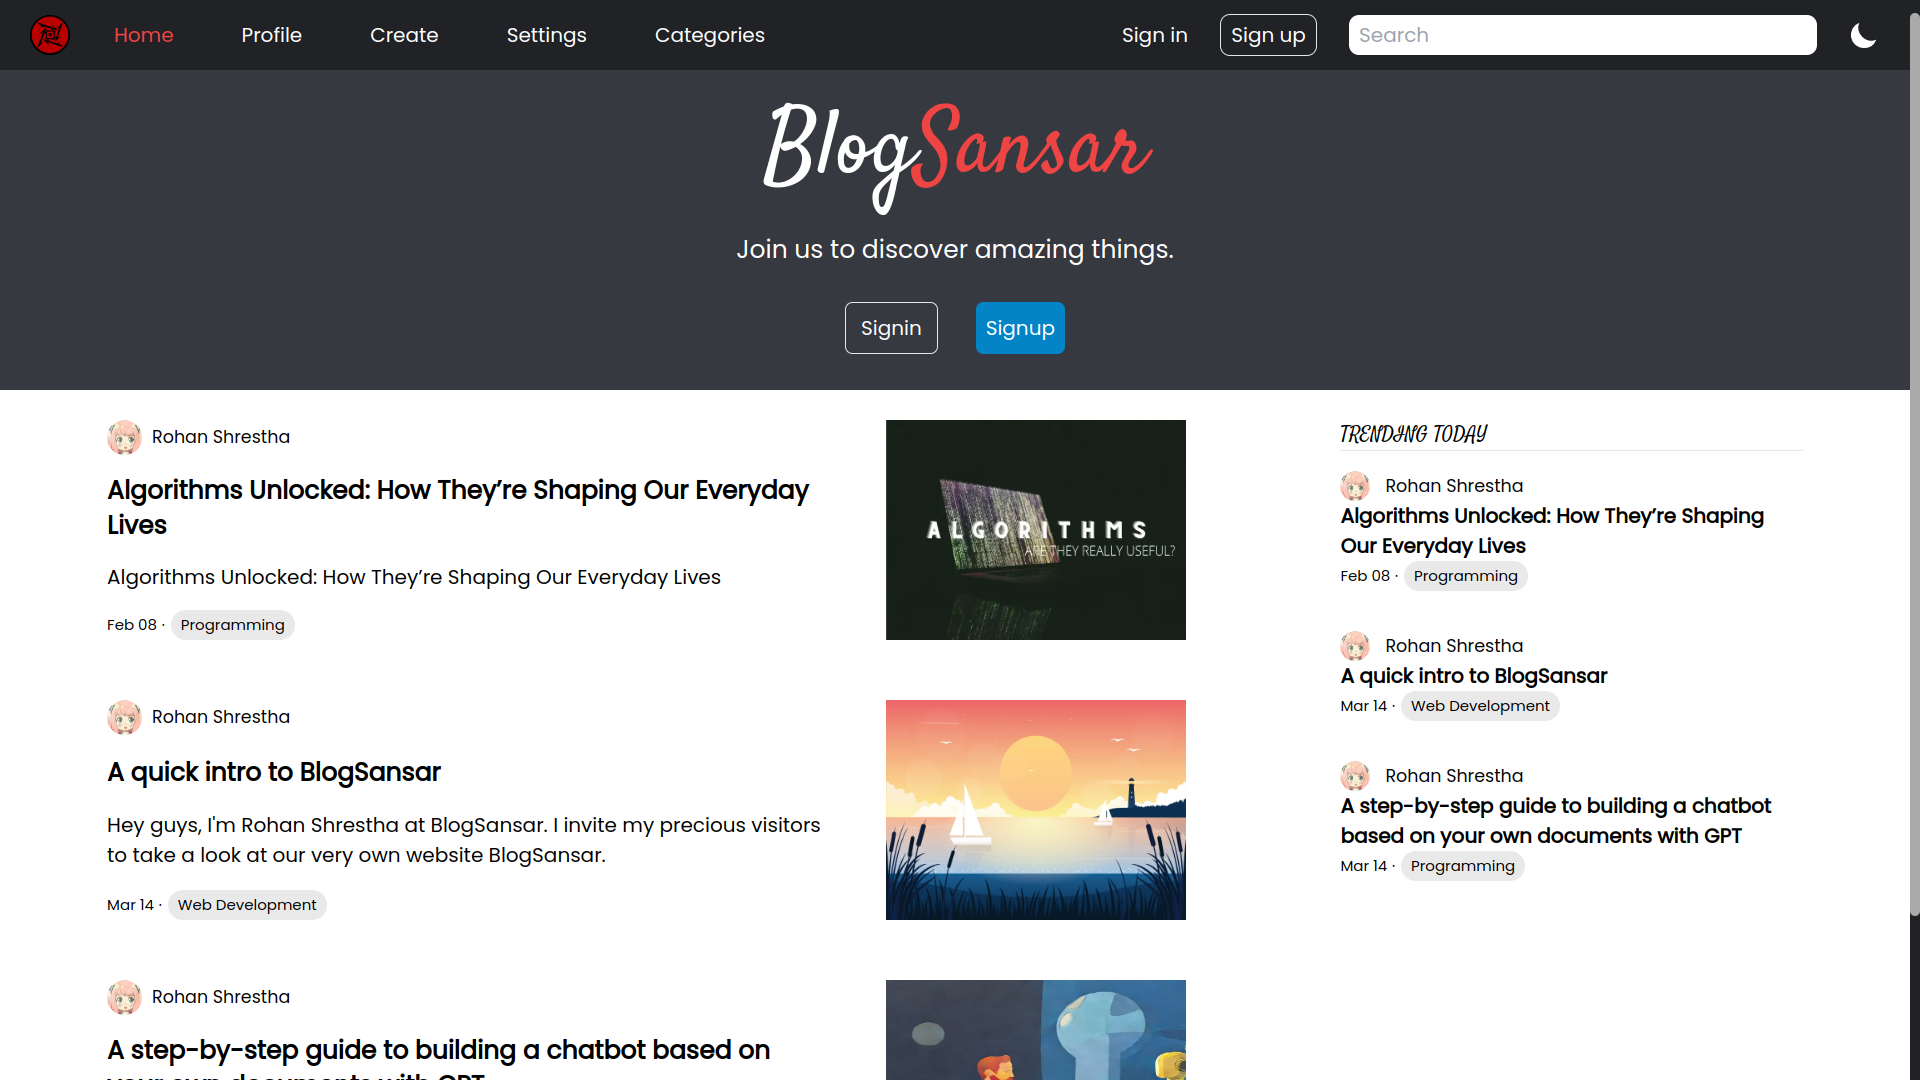 Home Profile Create Settings Categories Sign in Sign up Search
BlogSansar
Join us to discover amazing things.
Signin Signup
Rohan Shrestha
Algorithms Unlocked: How They’re Shaping Our Everyday
Lives
Algorithms Unlocked: How They’re Shaping Our Everyday Lives
Feb 08 · Programming
ALGORITHMS
ARE THEY REALLY USEFUL?
Rohan Shrestha
A quick intro to BlogSansar
Hey guys, I'm Rohan Shrestha at BlogSansar. I invite my precious visitors
to take a look at our very own website BlogSansar.
Mar 14 · Web Development
Rohan Shrestha
A step-by-step guide to building a chatbot based on
your own documents with GPT
TRENDING TODAY
Rohan Shrestha
Algorithms Unlocked: How They’re Shaping
Our Everyday Lives
Feb 08 · Programming
Rohan Shrestha
A quick intro to BlogSansar
Mar 14 · Web Development
Rohan Shrestha
A step-by-step guide to building a chatbot
based on your own documents with GPT
Mar 14 · Programming